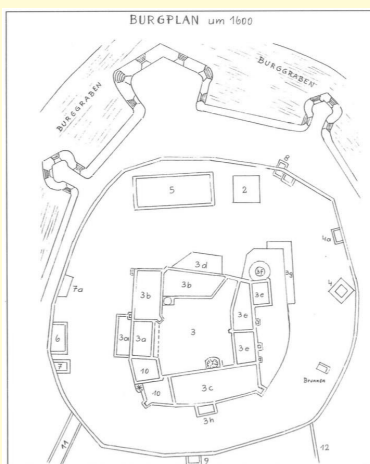 BURGPLAN um 1600
BURGGRABEN
BURGGRABEN
8
5
2
4a
3d
3f
3g
3b
3b
3e
4
7a
3
3e
6
3a
3a
3e
7
10
Brunnen
10
3c
3h
11
12
9